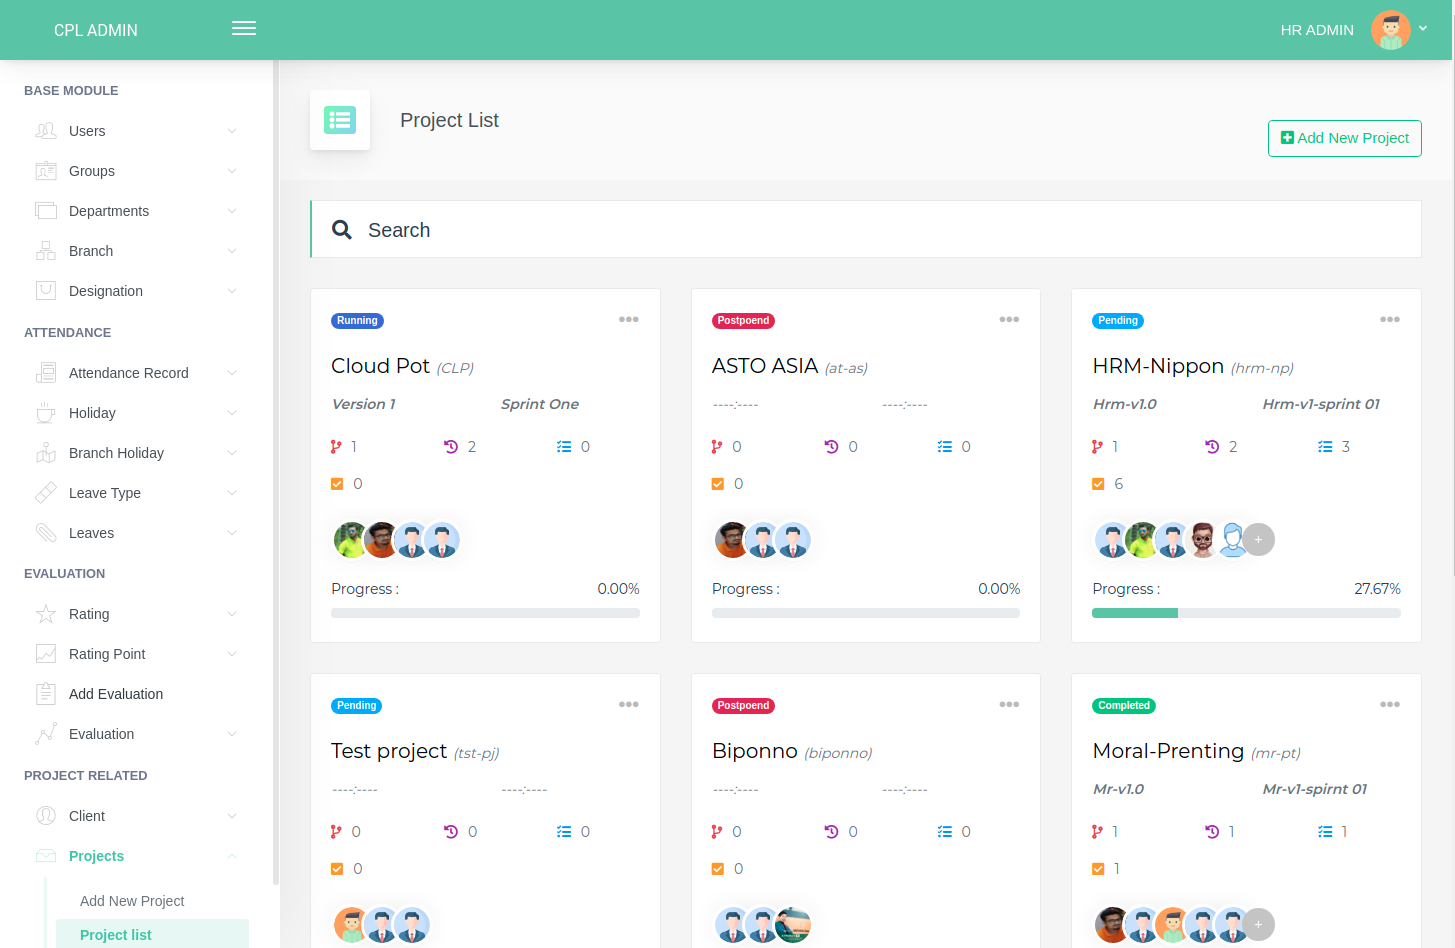 CPL ADMIN
HR ADMIN
BASE MODULE
Users
Groups
Departments
Branch
Designation
ATTENDANCE
Attendance Record
Holiday
Branch Holiday
Leave Type
Leaves
EVALUATION
Rating
Rating Point
Add Evaluation
Evaluation
PROJECT RELATED
Client
Projects
Add New Project
Project list
Project List
Add New Project
Search
Running
Cloud Pot (CLP)
Version 1 Sprint One
1 2 0
0
Progress : 0.00%
Postpoend
ASTO ASIA (at-as)
----:---- ----:----
0 0 0
0
Progress : 0.00%
Pending
HRM-Nippon (hrm-np)
Hrm-v1.0 Hrm-v1-sprint 01
1 2 3
6
+
Progress : 27.67%
Pending
Test project (tst-pj)
----:---- ----:----
0 0 0
0
Postpoend
Biponno (biponno)
----:---- ----:----
0 0 0
0
Completed
Moral-Prenting (mr-pt)
Mr-v1.0 Mr-v1-spirnt 01
1 1 1
1
+